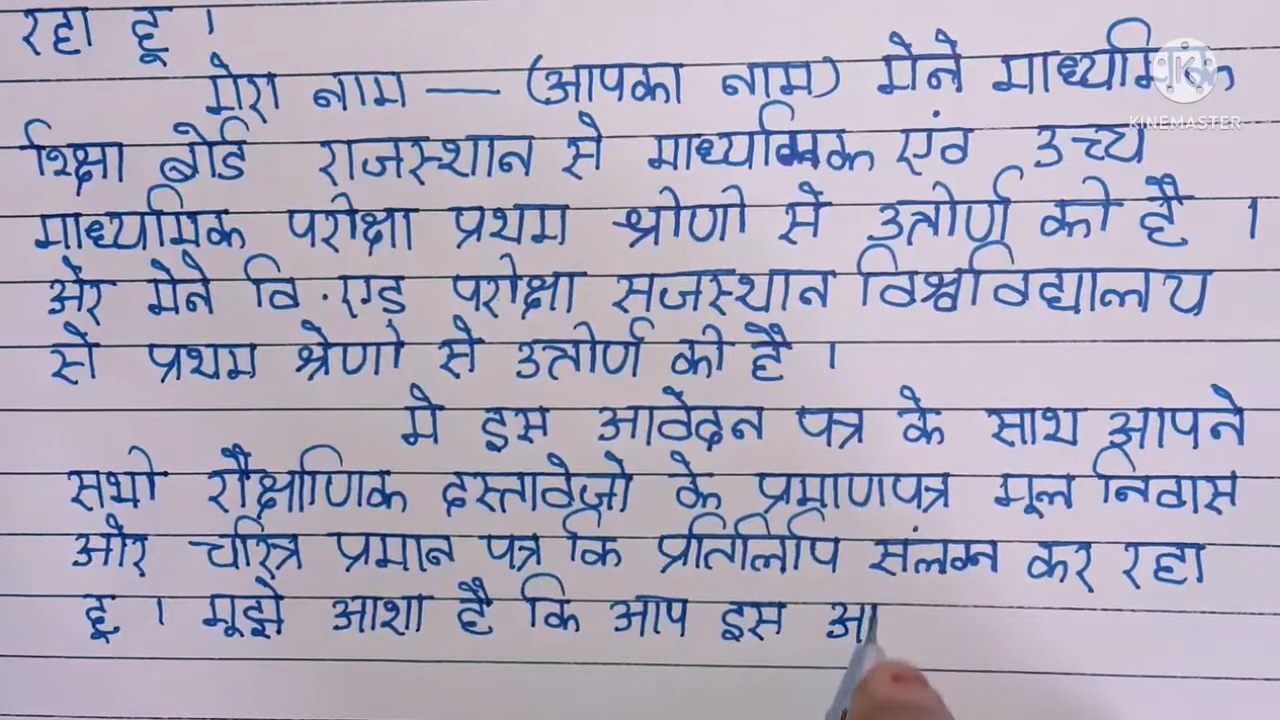 रहा हू ।
मेरा नाम — (आपका नाम) मैने माध्यमिक
शिक्षा बोर्ड राजस्थान से माध्यमिक एंव उच्च
माध्यमिक परीक्षा प्रथम श्रेणी से उत्तीर्ण की है ।
और मैने बि.एड परीक्षा राजस्थान विश्वविद्यालय
से प्रथम श्रेणी से उत्तीर्ण की है ।
मे इस आवेदन पत्र के साथ आपने
सभी शैक्षाणिक दस्तावेजो के प्रमाणपत्र मूल निवास
और चरित्र प्रमान पत्र कि प्रतिलिपि संलग्न कर रहा
हू । मूझे आशा है कि आप इस आ
KINEMASTER